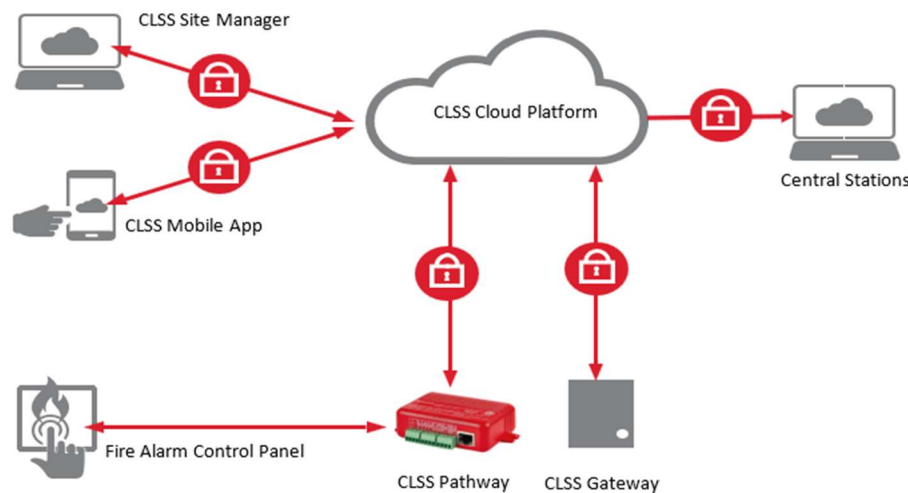 CLSS Site Manager
CLSS Cloud Platform
Central Stations
CLSS Mobile App
Fire Alarm Control Panel
CLSS Pathway
CLSS Gateway